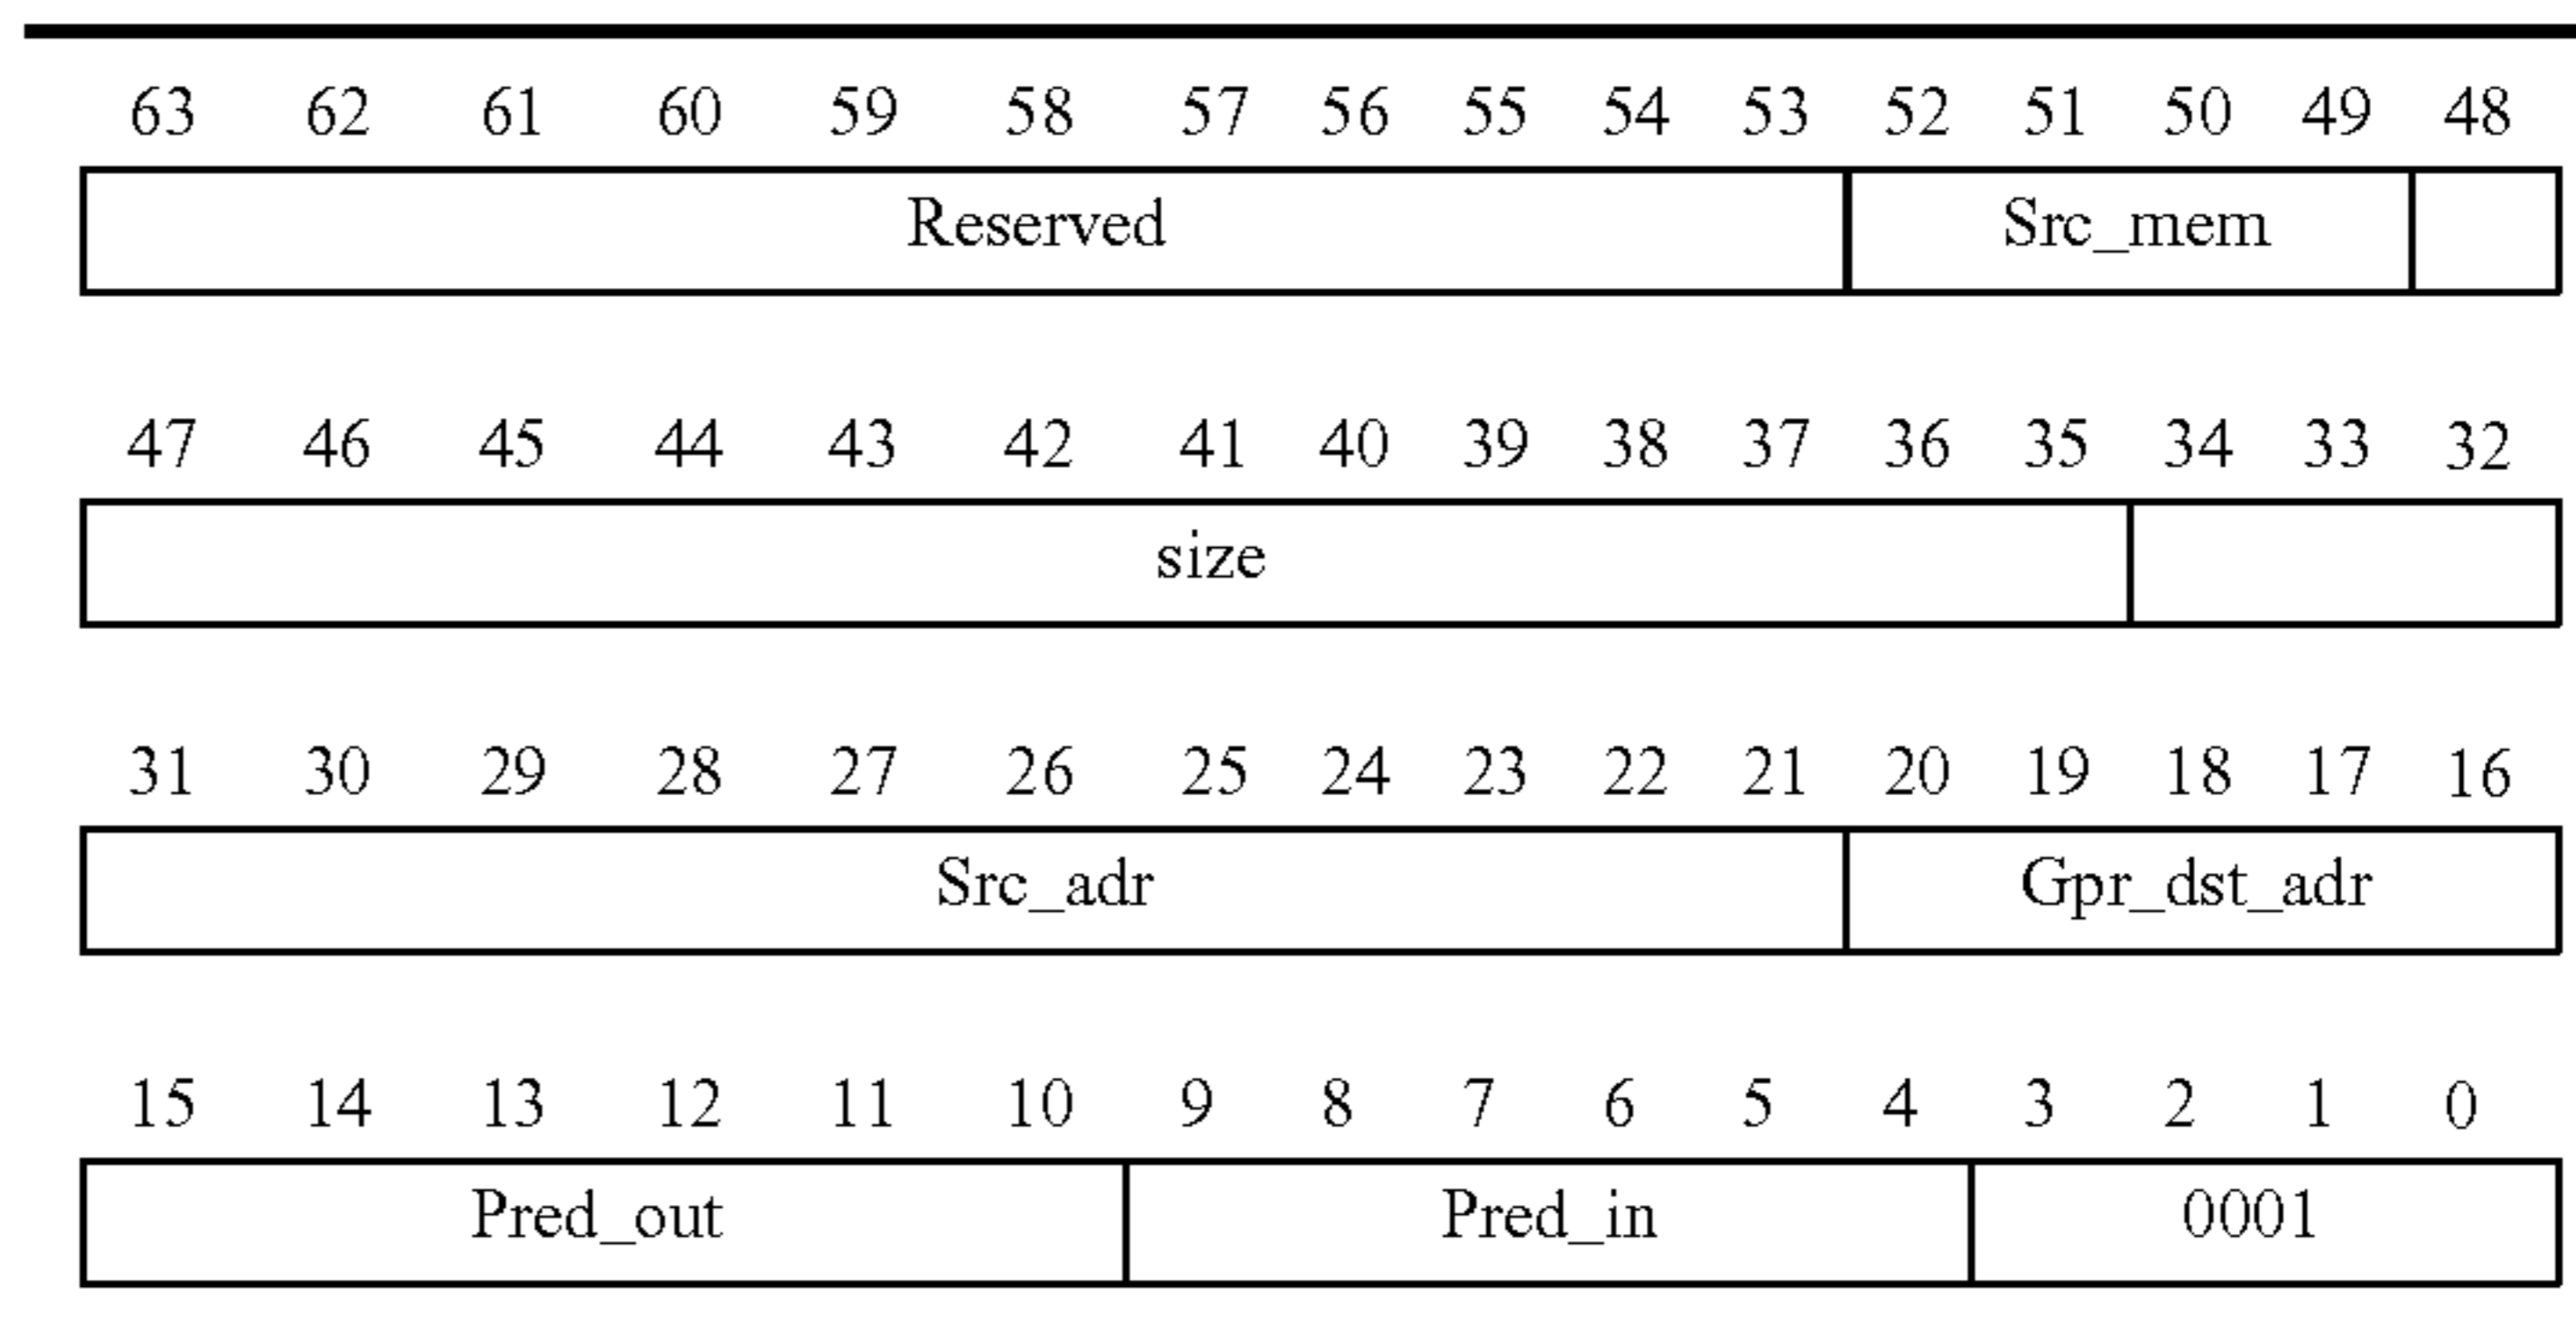 63 62 61 60 59 58 57 56 55 54 53 52 51 50 49 48
Reserved Src_mem
47 46 45 44 43 42 41 40 39 38 37 36 35 34 33 32
size
31 30 29 28 27 26 25 24 23 22 21 20 19 18 17 16
Src_adr Gpr_dst_adr
15 14 13 12 11 10 9 8 7 6 5 4 3 2 1 0
Pred_out Pred_in 0001